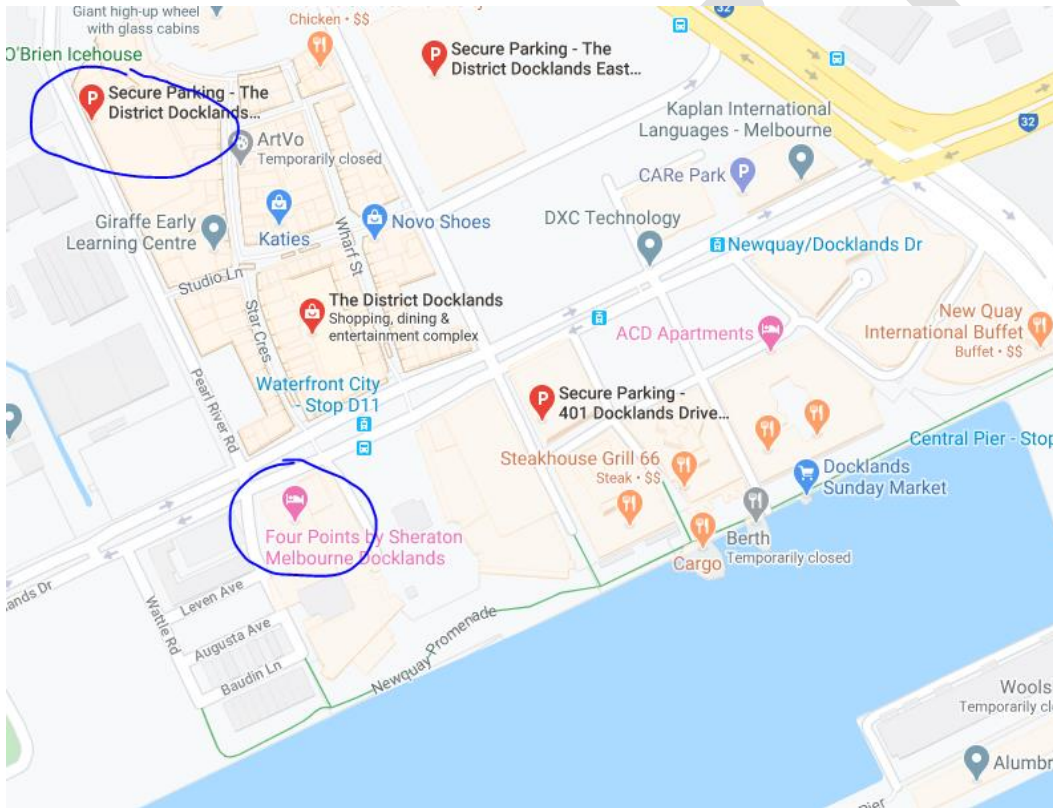 Giant high-up wheel
with glass cabins
Chicken • $$
32
O'Brien Icehouse
Secure Parking - The
District Docklands East...
Secure Parking - The
District Docklands...
Kaplan International
Languages - Melbourne
32
ArtVo
Temporarily closed
CARe Park
Giraffe Early
Learning Centre
Katies
Novo Shoes
DXC Technology
Newquay/Docklands Dr
Wharf St
Studio Ln
Star Cres
The District Docklands
Shopping, dining &
entertainment complex
ACD Apartments
New Quay
International Buffet
Buffet • $$
Pearl River Rd
Waterfront City
- Stop D11
Secure Parking -
401 Docklands Drive...
Steakhouse Grill 66
Steak • $$
Central Pier - Stop
Docklands
Sunday Market
Four Points by Sheraton
Melbourne Docklands
Berth
Temporarily closed
Cargo
ands Dr
Leven Ave
Wattle Rd
Augusta Ave
Baudin Ln
Newquay Promenade
Wools
Temporarily cl
Alumbr
Pier